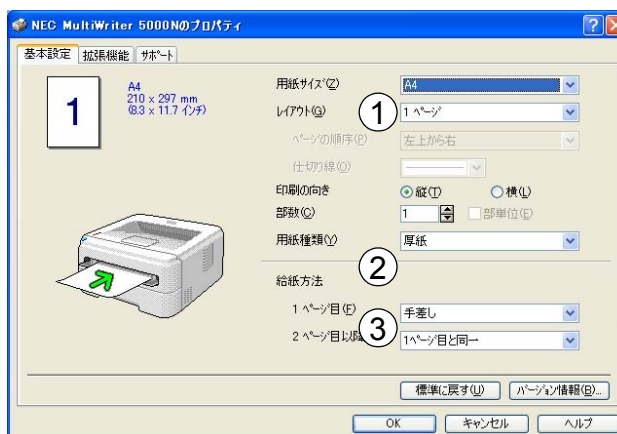 NEC MultiWriter 5000Nのプロパティ
基本設定 拡張機能 サポート
1
A4
210 x 297 mm
(8.3 x 11.7 インチ)
用紙サイズ(Z) A4
レイアウト(G) ① 1 ページ
ページの順序(P) 左上から右
仕切り線(O)
印刷の向き 縦(T) 横(L)
部数(C) 1 部単位(E)
用紙種類(Y) 厚紙
②
給紙方法
1 ページ目(F) 手差し
③
2 ページ目以降 1ページ目と同一
標準に戻す(U) バージョン情報(B)...
OK キャンセル ヘルプ